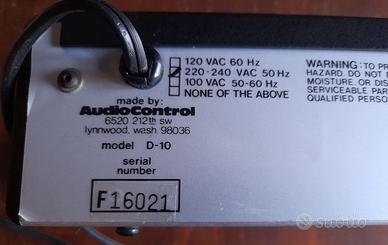 120 VAC 60 Hz
220-240 VAC 50 Hz
100 VAC 50-60 Hz
NONE OF THE ABOVE
WARNING: TO
HAZARD. DO NOT
MOISTURE. OR DIS
SERVICEABLE PAR
QUALIFIED PERSO
made by:
AudioControl
6520 212th sw
lynnwood, wash 98036
model D-10
serial
number
F16021
subito